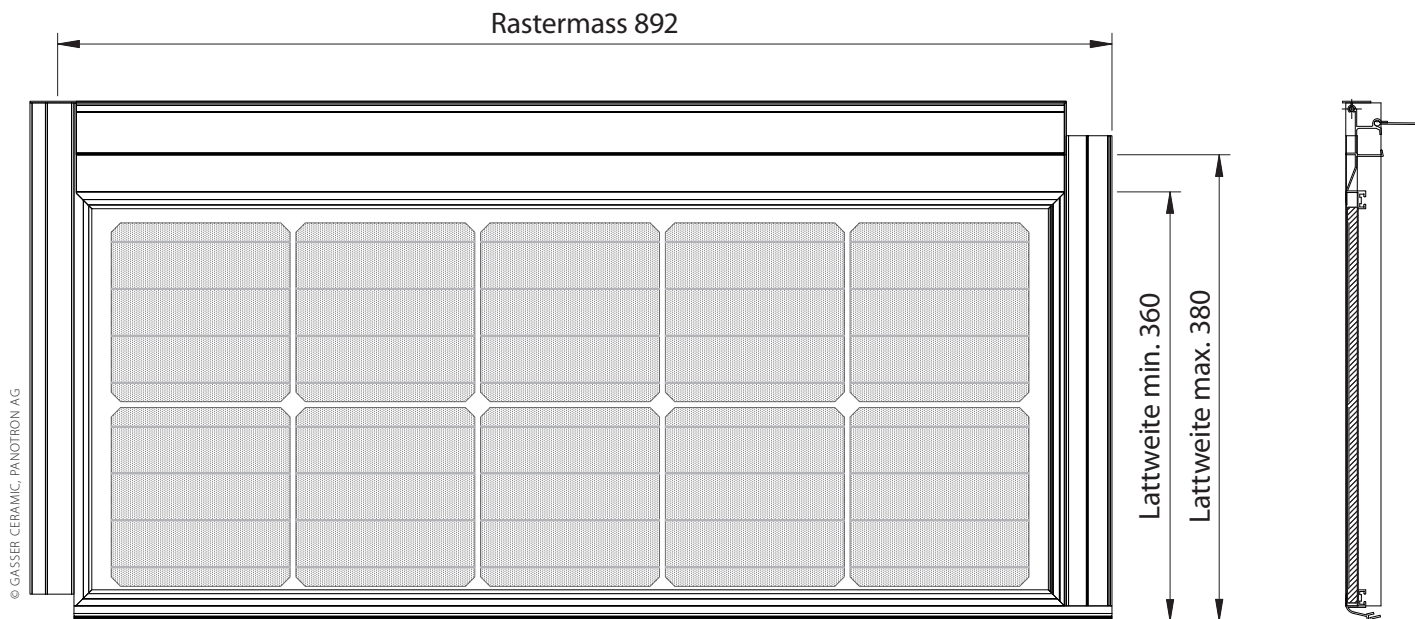 Rastermass 892
Lattweite min. 360
Lattweite max. 380
© GASSER CERAMIC, PANOTRON AG